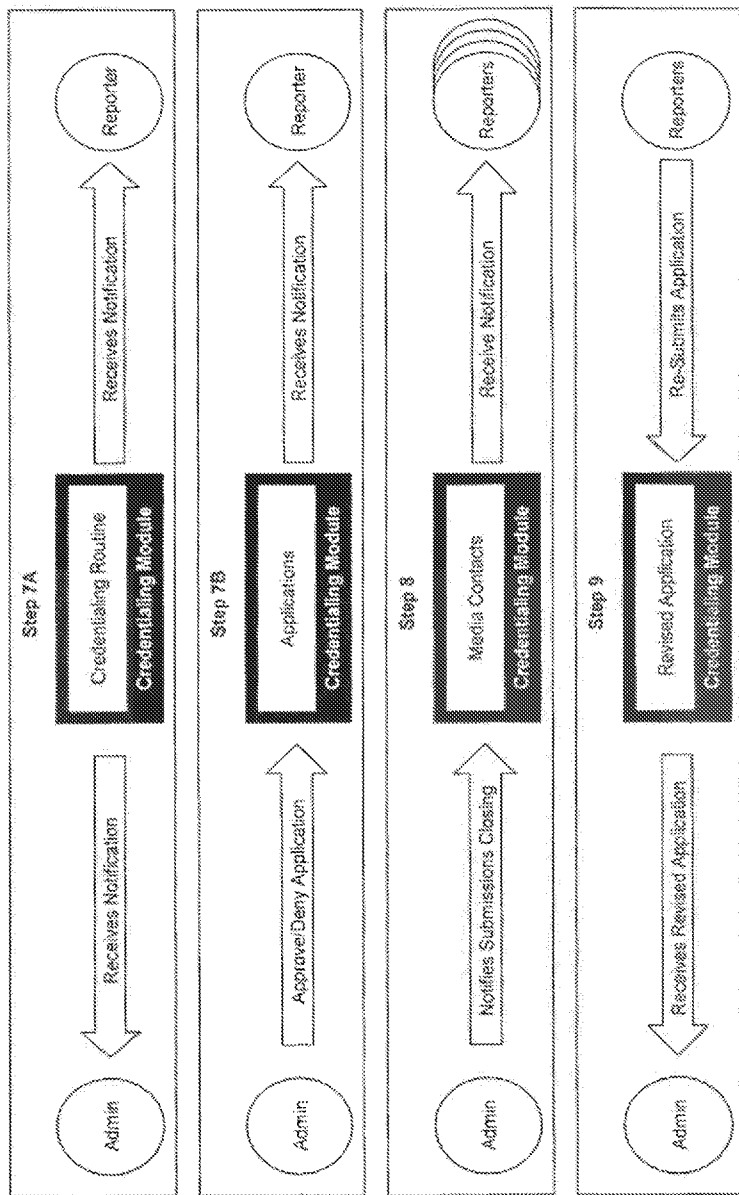 Step 7A
Admin
Receives Notification
Credentialing Routine
Credentialing Module
Receives Notification
Reporter
Step 7B
Admin
Approve/Deny Application
Applications
Credentialing Module
Receives Notification
Reporter
Step 8
Admin
Notifies Submissions Closing
Media Contacts
Credentialing Module
Receive Notification
Reporters
Step 9
Admin
Receives Revised Application
Revised Application
Credentialing Module
Re-Submits Application
Reporters